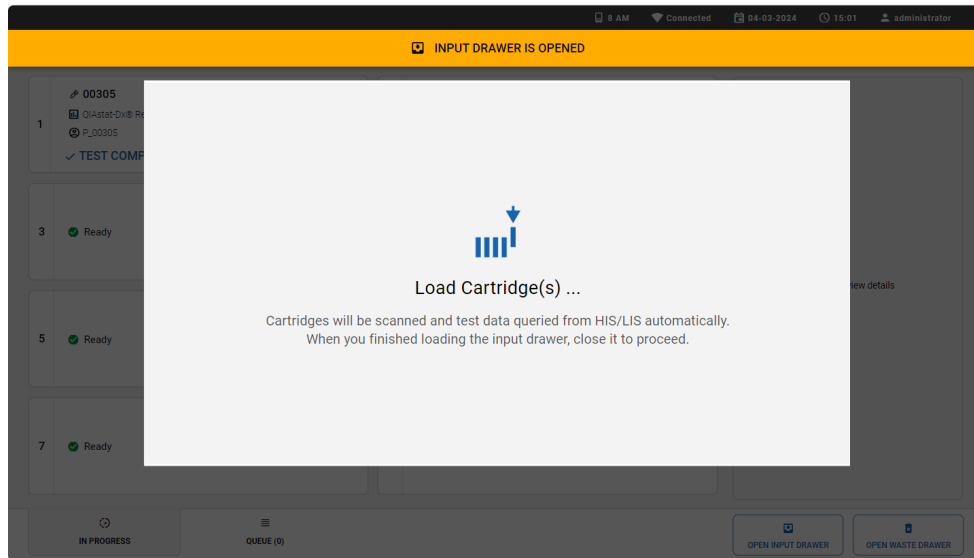 8 AM Connected 04-03-2024 15:01 administrator
INPUT DRAWER IS OPENED
1
00305
QIAstat-Dx® Re
P_00305
TEST COMP
3 Ready
5 Ready
7 Ready
Load Cartridge(s) ...
Cartridges will be scanned and test data queried from HIS/LIS automatically.
When you finished loading the input drawer, close it to proceed.
iew details
IN PROGRESS
QUEUE (0)
OPEN INPUT DRAWER
OPEN WASTE DRAWER